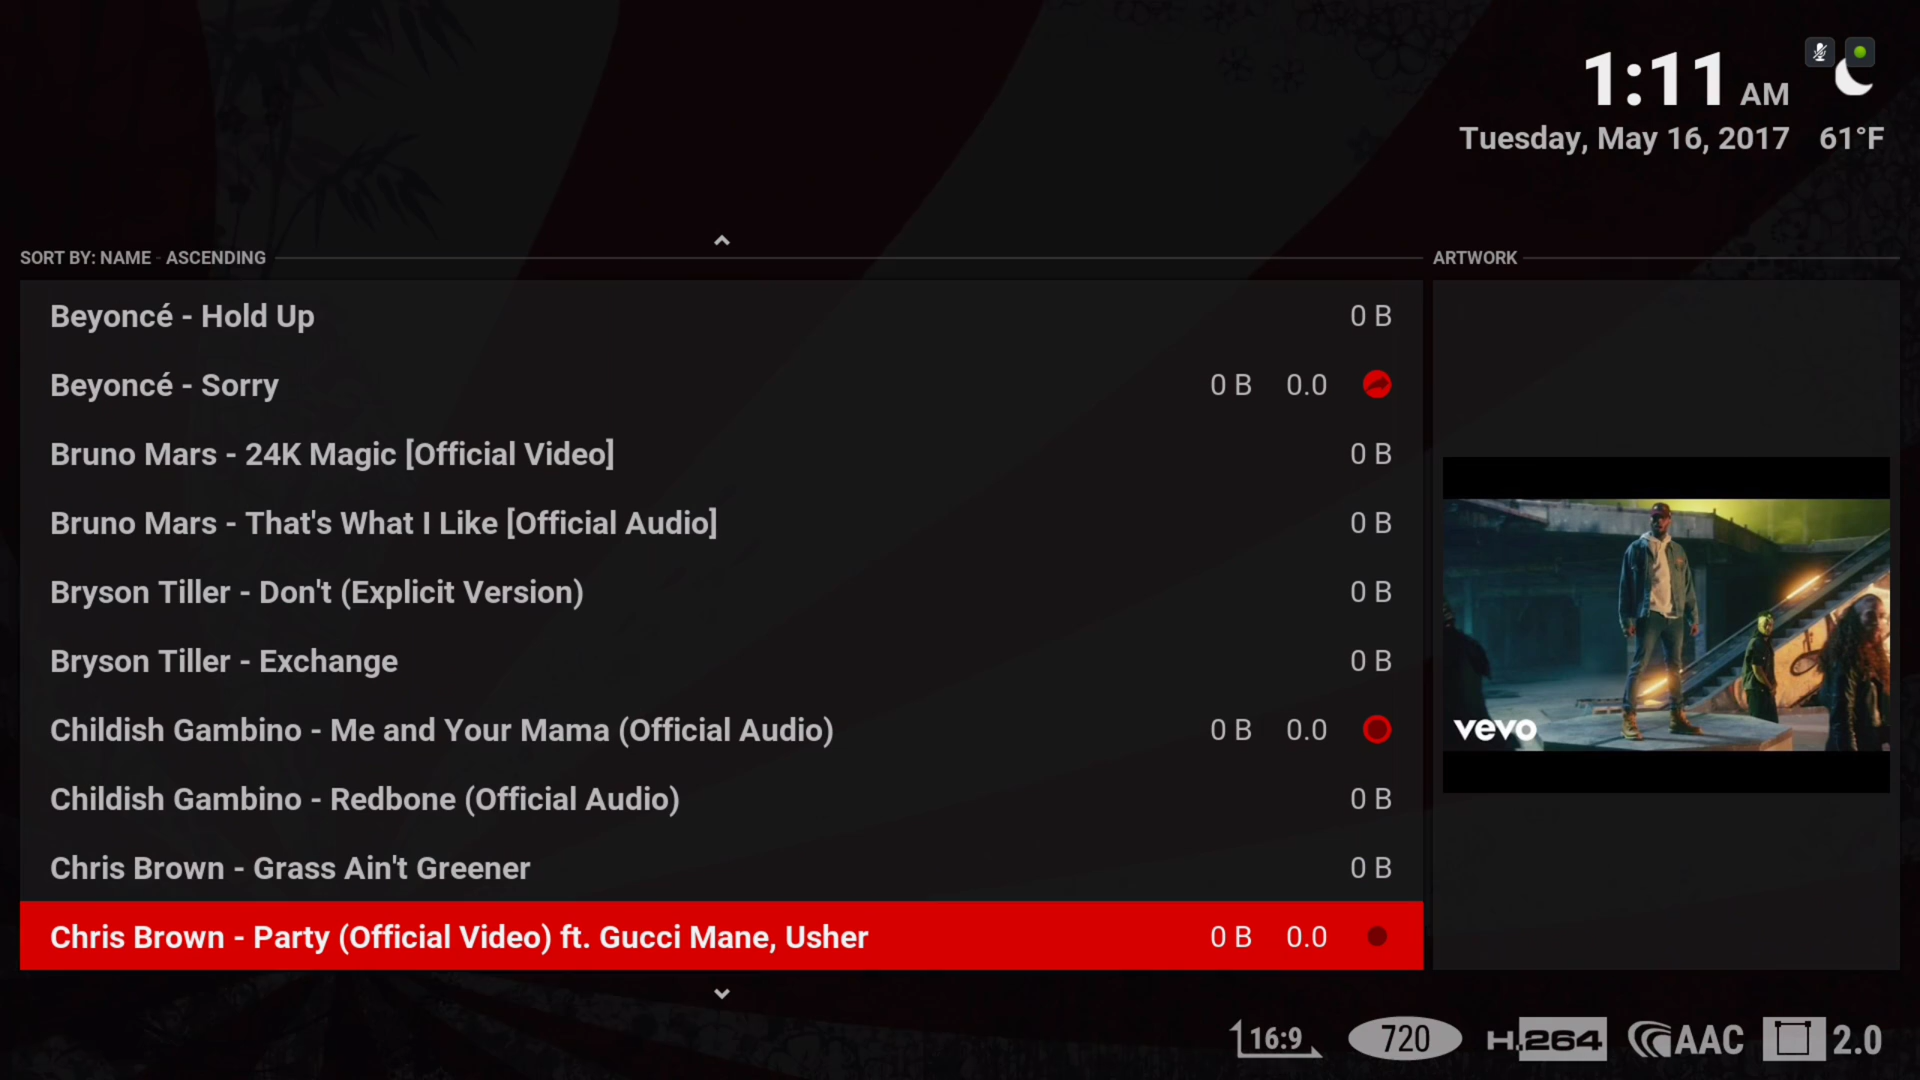 1:11 AM
Tuesday, May 16, 2017 61°F
SORT BY: NAME - ASCENDING
ARTWORK
Beyoncé - Hold Up 0 B
Beyoncé - Sorry 0 B 0.0
Bruno Mars - 24K Magic [Official Video] 0 B
Bruno Mars - That's What I Like [Official Audio] 0 B
Bryson Tiller - Don't (Explicit Version) 0 B
Bryson Tiller - Exchange 0 B
Childish Gambino - Me and Your Mama (Official Audio) 0 B 0.0
Childish Gambino - Redbone (Official Audio) 0 B
Chris Brown - Grass Ain't Greener 0 B
Chris Brown - Party (Official Video) ft. Gucci Mane, Usher 0 B 0.0
vevo
16:9 720 H.264 AAC 2.0